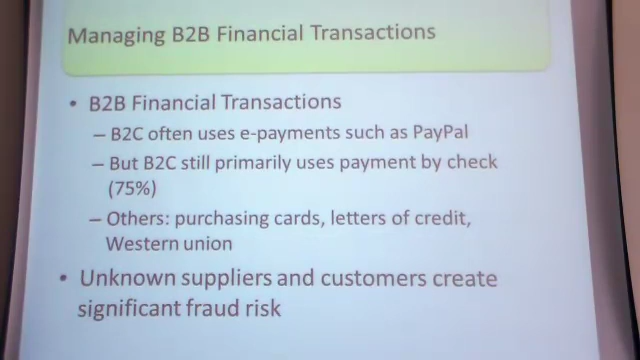 Managing B2B Financial Transactions
• B2B Financial Transactions
– B2C often uses e-payments such as PayPal
– But B2C still primarily uses payment by check
(75%)
– Others: purchasing cards, letters of credit,
Western union
• Unknown suppliers and customers create
significant fraud risk